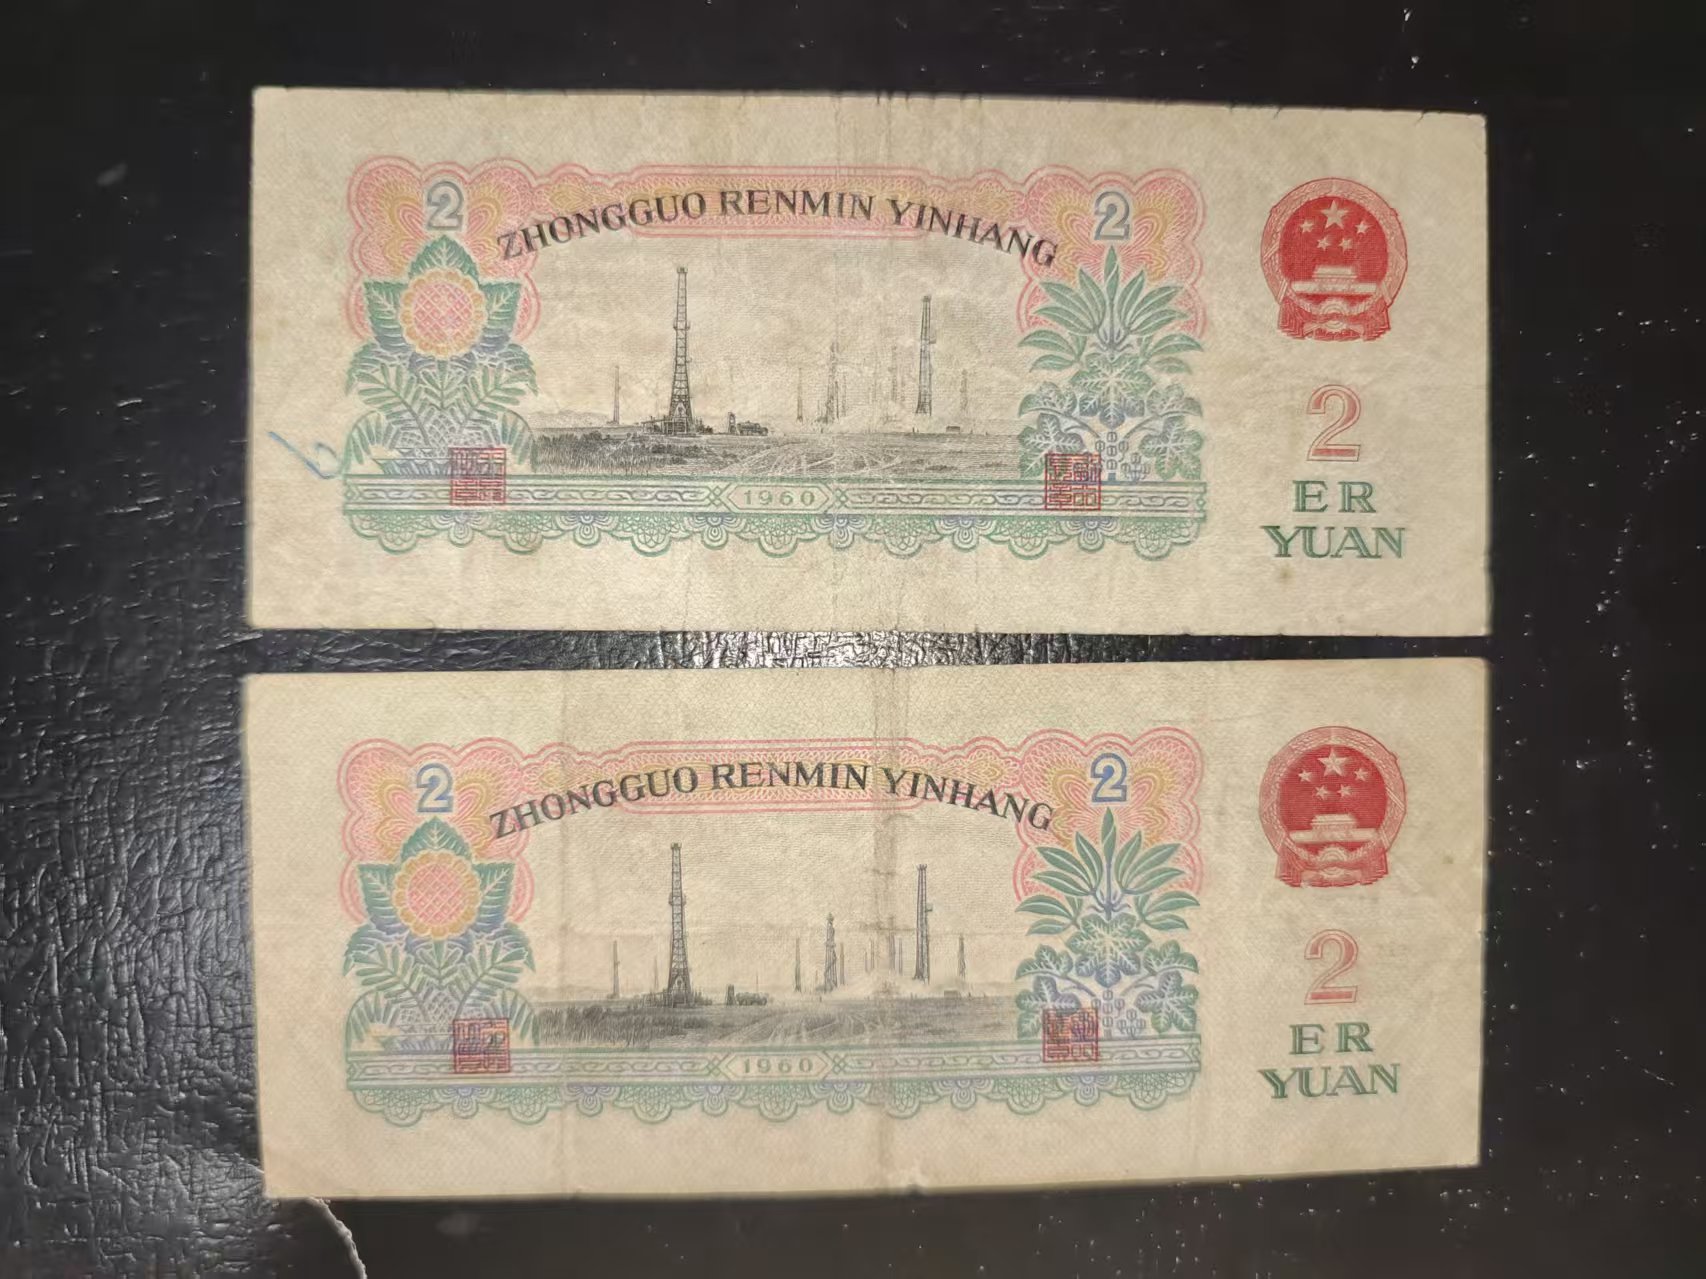 2 ZHONGGUO RENMIN YINHANG 2
2
ER
YUAN
1960
2 ZHONGGUO RENMIN YINHANG 2
2
ER
YUAN
1960